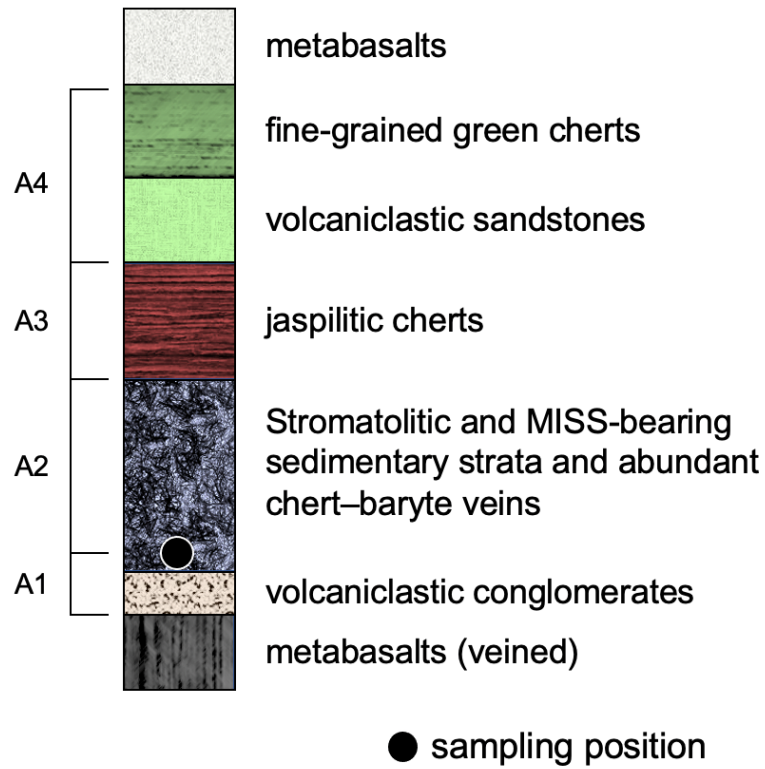 metabasalts
fine-grained green cherts
A4
volcaniclastic sandstones
A3
jaspilitic cherts
Stromatolitic and MISS-bearing
A2
sedimentary strata and abundant
chert–baryte veins
A1
volcaniclastic conglomerates
metabasalts (veined)
sampling position